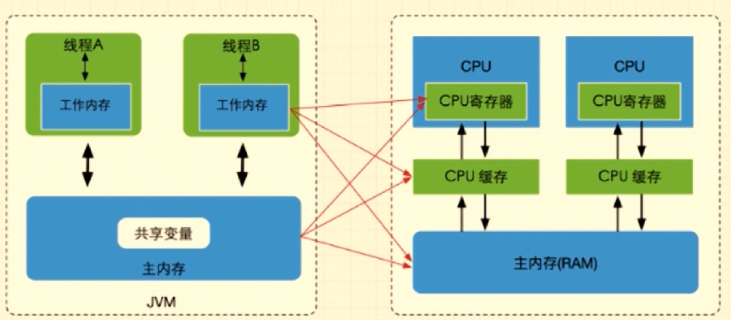 线程A
工作内存
线程B
工作内存
共享变量
主内存
JVM
CPU
CPU寄存器
CPU 缓存
CPU
CPU寄存器
CPU 缓存
主内存(RAM)